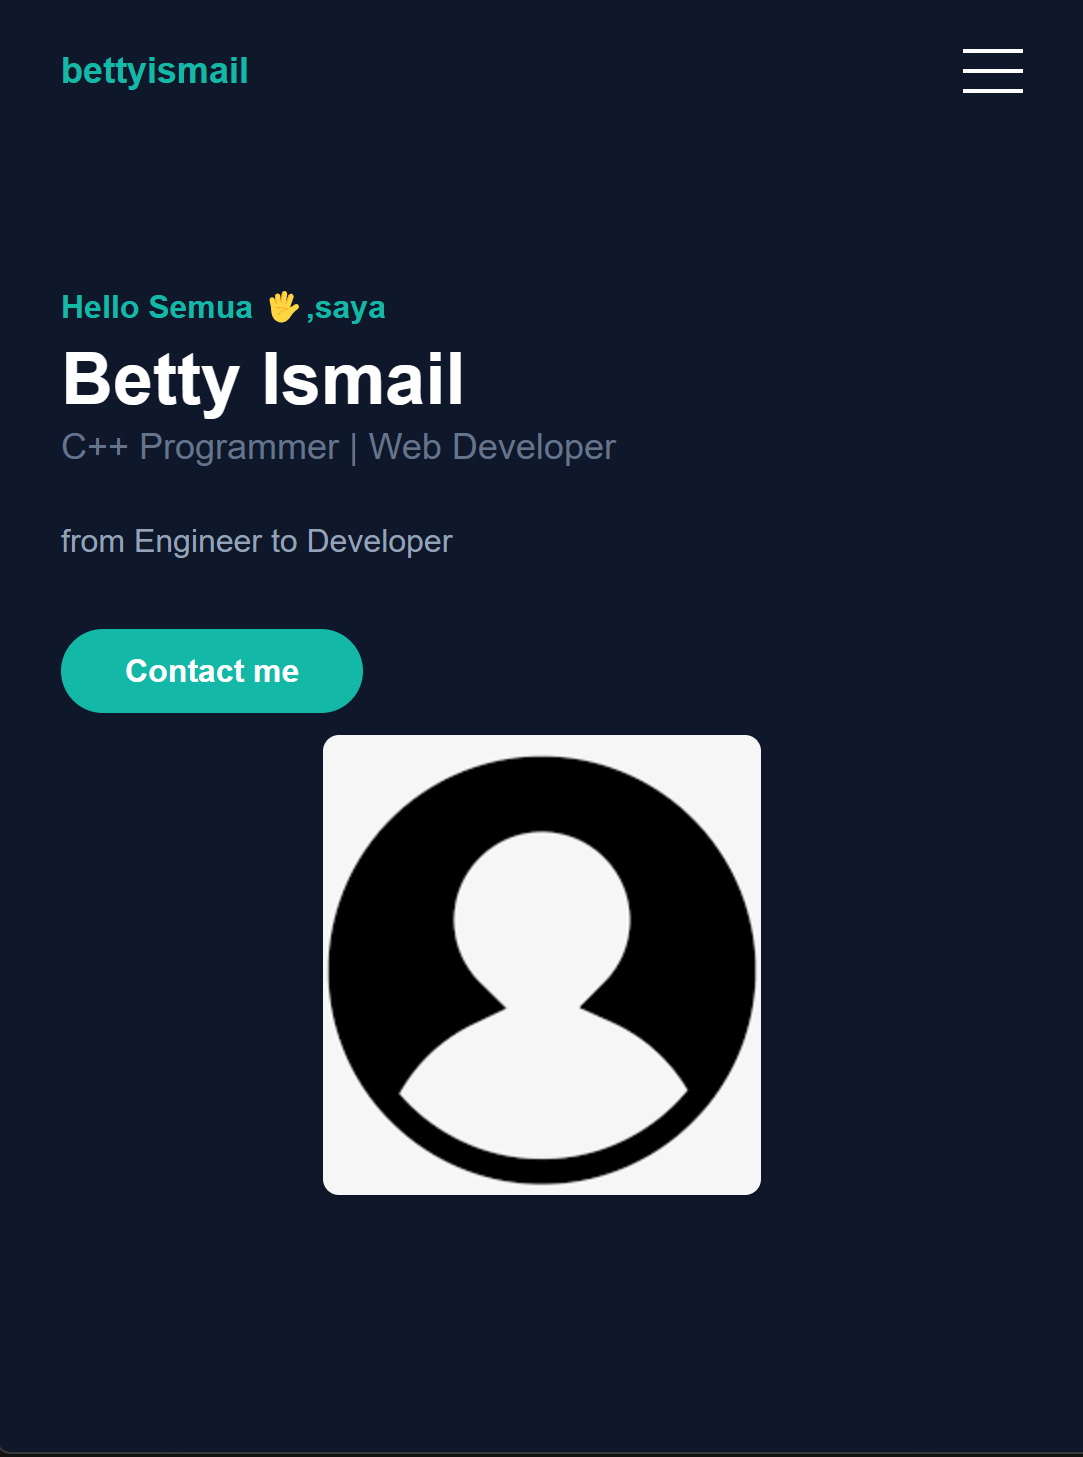 bettyismail
Hello Semua 🖐 ,saya
Betty Ismail
C++ Programmer | Web Developer
from Engineer to Developer
Contact me